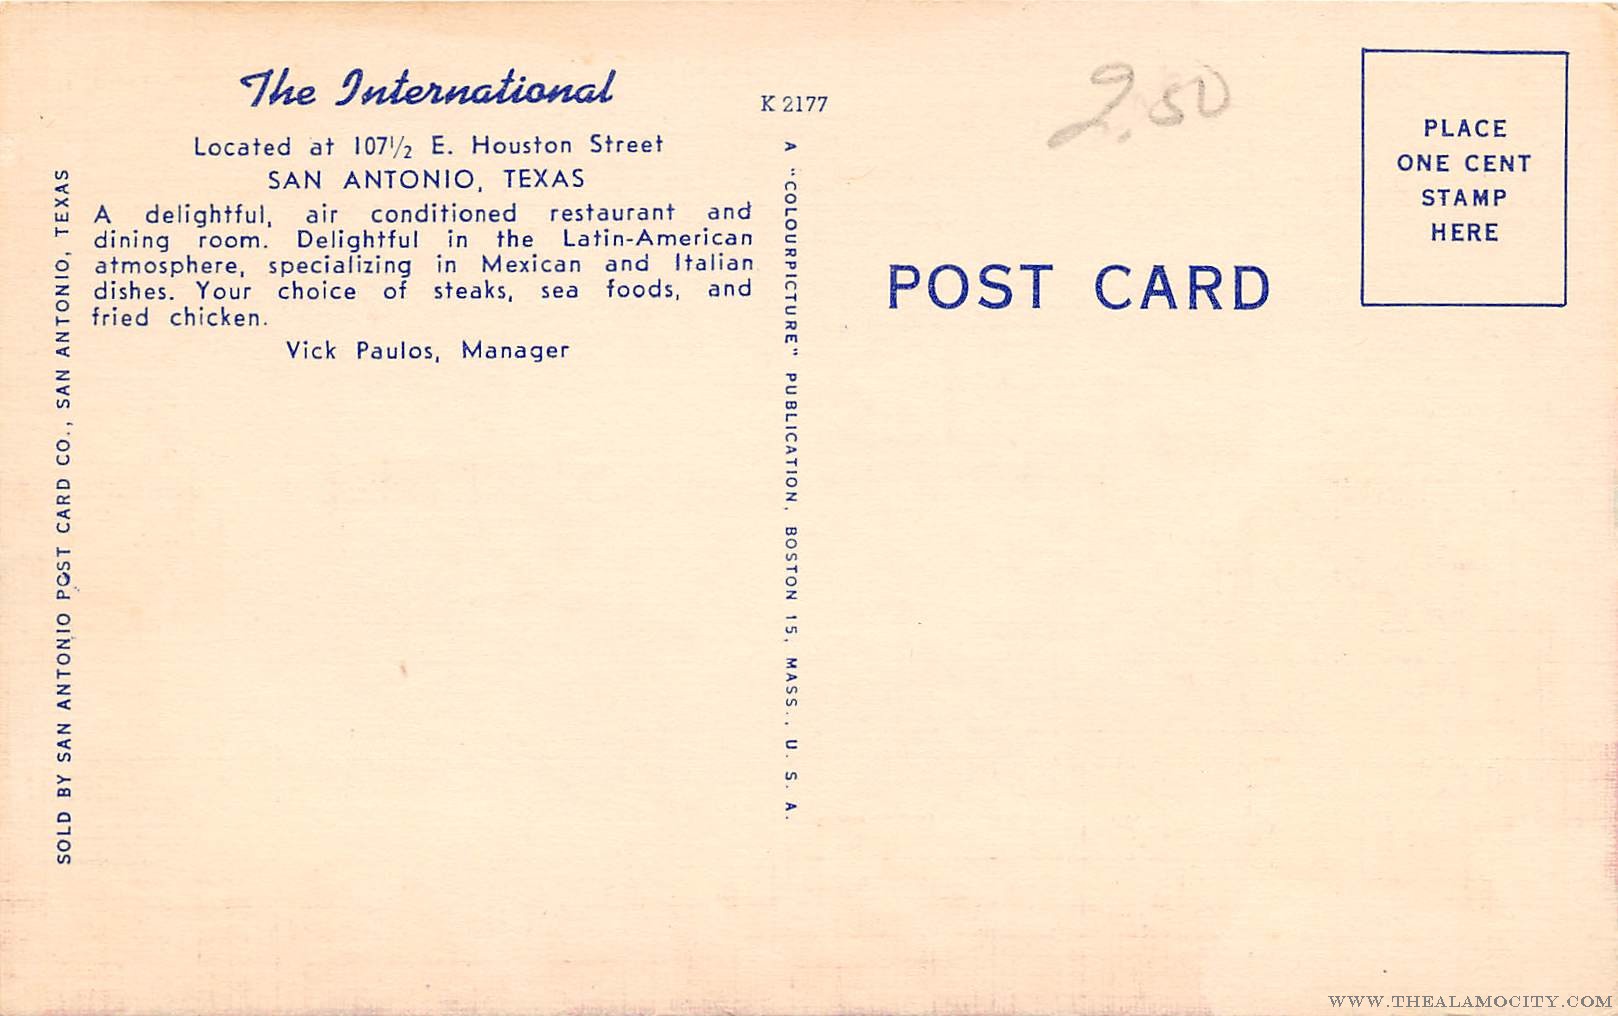 The International
Located at 107½ E. Houston Street
SAN ANTONIO, TEXAS
A delightful, air conditioned restaurant and
dining room. Delightful in the Latin-American
atmosphere, specializing in Mexican and Italian
dishes. Your choice of steaks, sea foods, and
fried chicken.
Vick Paulos, Manager
SOLD BY SAN ANTONIO POST CARD CO., SAN ANTONIO, TEXAS
K 2177
A "COLOURPICTURE" PUBLICATION, BOSTON 15, MASS., U. S. A.
2.50
POST CARD
PLACE
ONE CENT
STAMP
HERE
WWW.THEALAMOCITY.COM